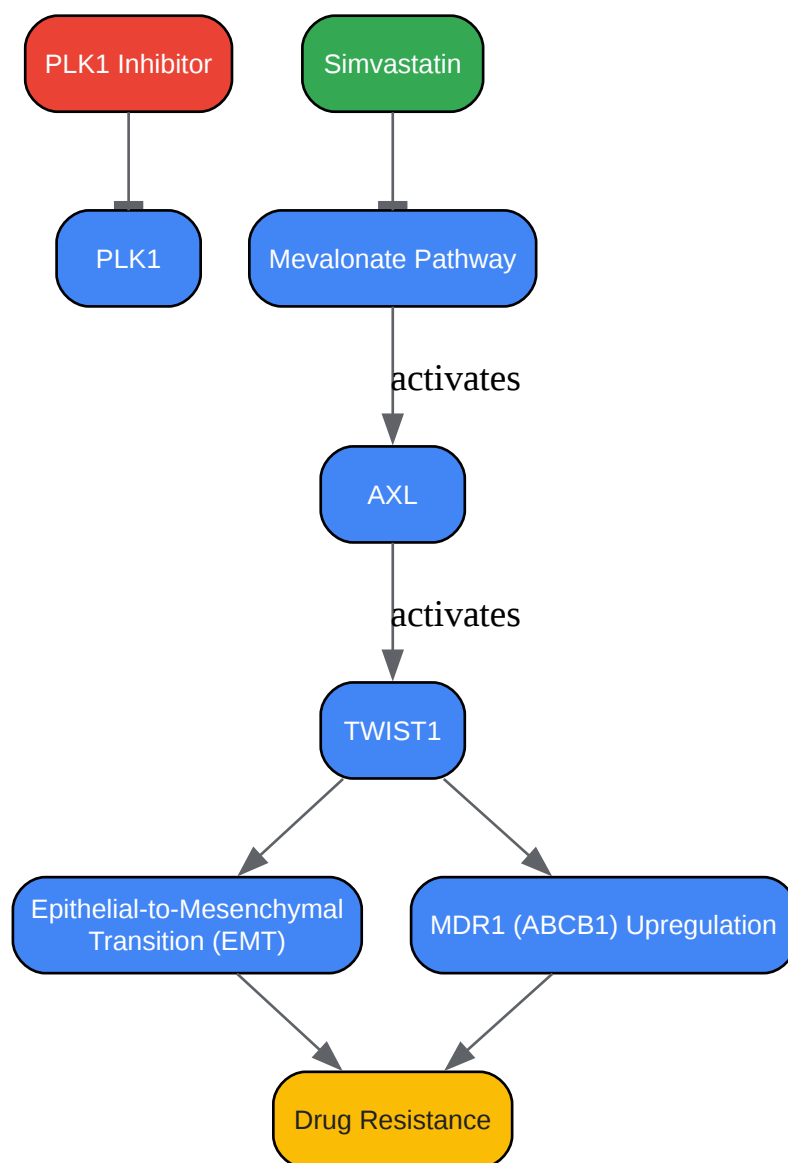 PLK1 Inhibitor
Simvastatin
PLK1
Mevalonate Pathway
activates
AXL
activates
TWIST1
Epithelial-to-Mesenchymal
Transition (EMT)
MDR1 (ABCB1) Upregulation
Drug Resistance